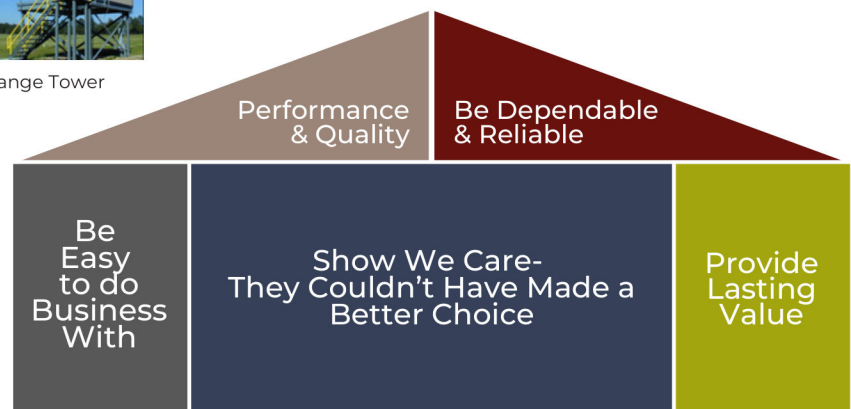 ange Tower
Performance
& Quality
Be Dependable
& Reliable
Be
Easy
to do
Business
With
Show We Care-
They Couldn't Have Made a
Better Choice
Provide
Lasting
Value